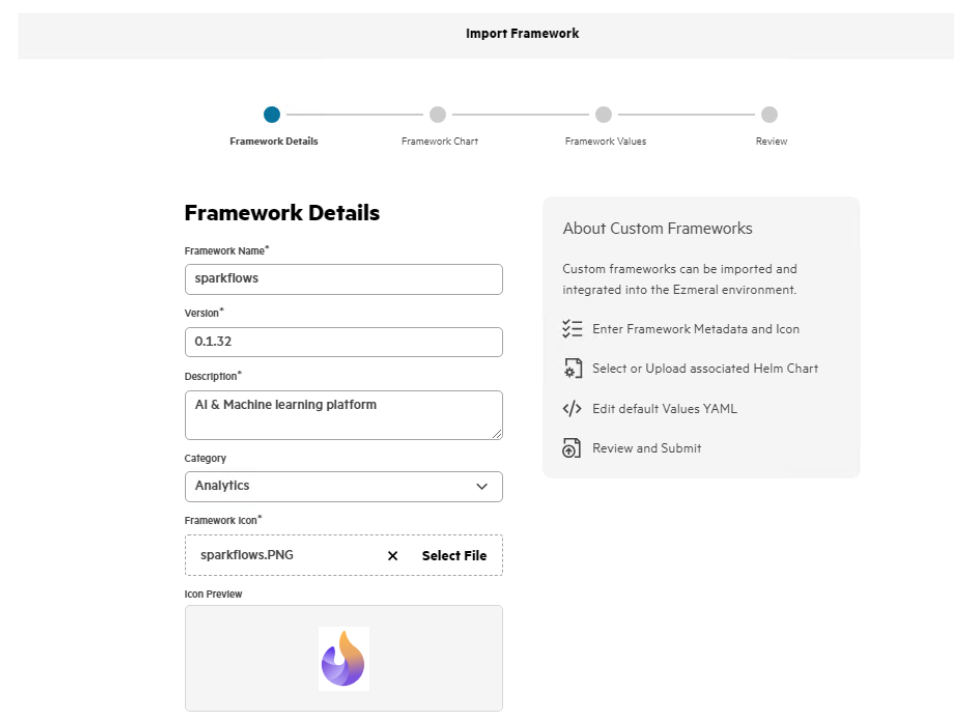 Import Framework
Framework Details
Framework Chart
Framework Values
Review
Framework Details
Framework Name*
sparkflows
Version*
0.1.32
Description*
AI & Machine learning platform
Category
Analytics
Framework Icon*
sparkflows.PNG
× Select File
Icon Preview
About Custom Frameworks
Custom frameworks can be imported and
integrated into the Ezmeral environment.
Enter Framework Metadata and Icon
Select or Upload associated Helm Chart
Edit default Values YAML
Review and Submit